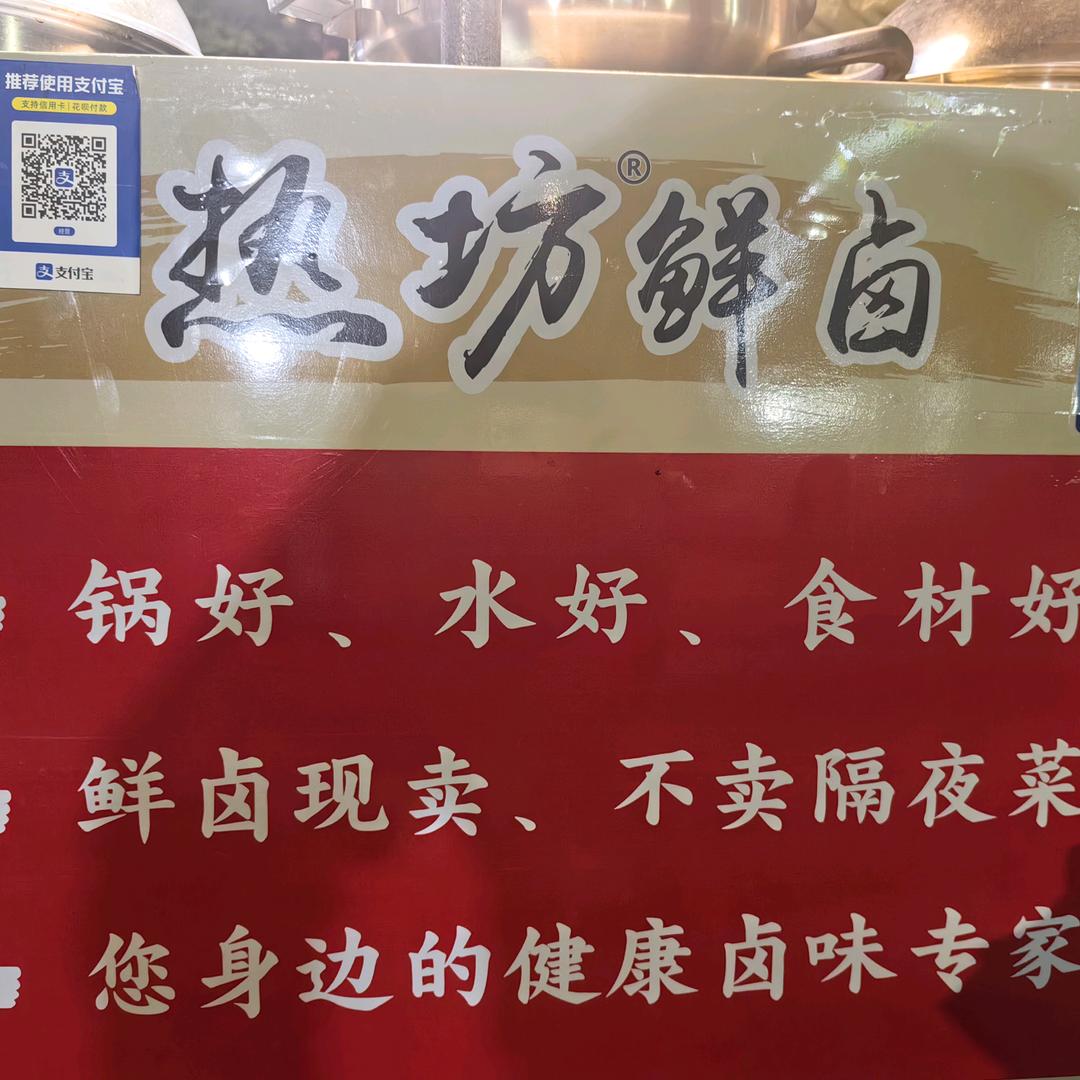 推荐使用支付宝
支持信用卡|花呗付款
支付宝
热坊®鲜卤
锅好、水好、食材好
鲜卤现卖、不卖隔夜菜
您身边的健康卤味专家